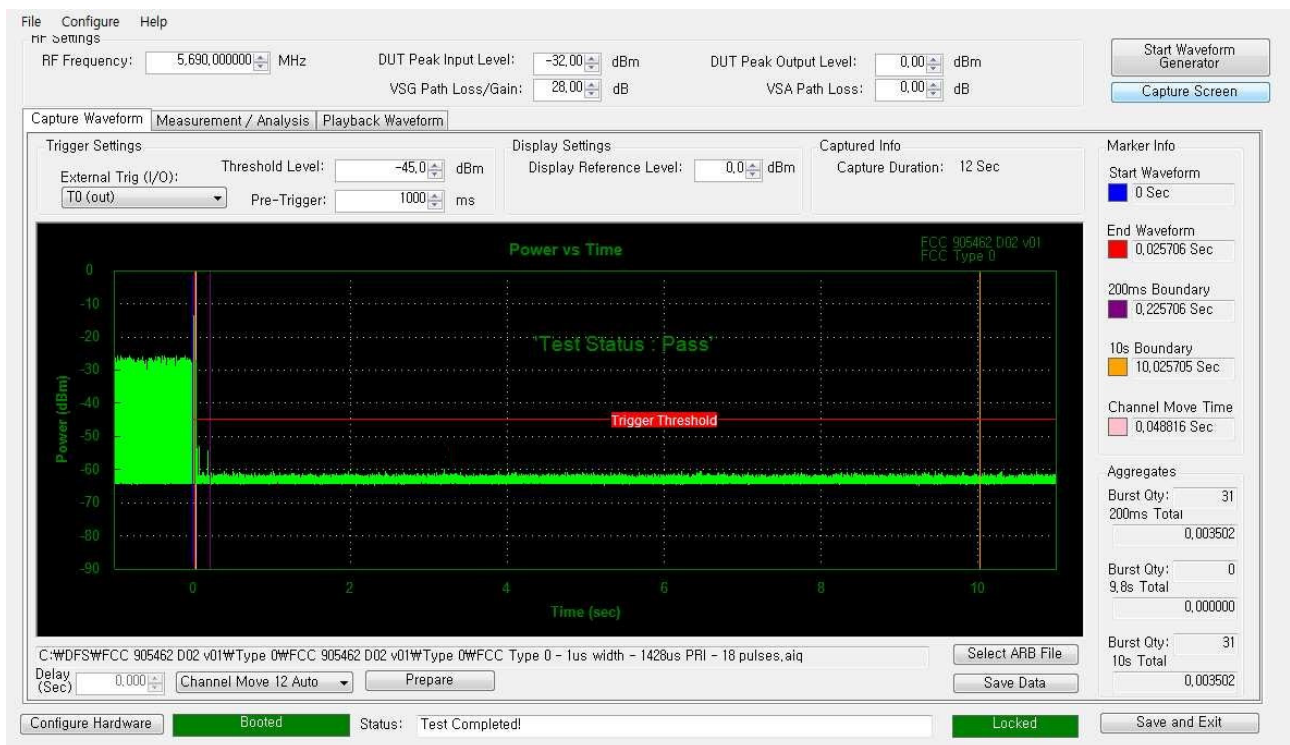 File Configure Help
RF Settings
RF Frequency: 5,690,000000 MHz
DUT Peak Input Level: -32,00 dBm
DUT Peak Output Level: 0,00 dBm
VSG Path Loss/Gain: 28,00 dB
VSA Path Loss: 0,00 dB
Start Waveform
Generator
Capture Screen
Capture Waveform Measurement / Analysis Playback Waveform
Trigger Settings
External Trig (I/O):
T0 (out)
Threshold Level: -45,0 dBm
Pre-Trigger: 1000 ms
Display Settings
Display Reference Level: 0,0 dBm
Captured Info
Capture Duration: 12 Sec
Marker Info
Start Waveform
0 Sec
End Waveform
0,025706 Sec
200ms Boundary
0,225706 Sec
10s Boundary
10,025705 Sec
Channel Move Time
0,048816 Sec
Power vs Time
FCC 905462 D02 v01
FCC Type 0
"Test Status : Pass"
Trigger Threshold
Power (dBm)
0
-10
-20
-30
-40
-50
-60
-70
-80
-90
0 2 4 6 8 10
Time (sec)
Aggregates
Burst Qty: 31
200ms Total
0,003502
Burst Qty: 0
9,8s Total
0,000000
Burst Qty: 31
10s Total
0,003502
C:₩DFS₩FCC 905462 D02 v01₩Type 0₩FCC 905462 D02 v01₩Type 0₩FCC Type 0 - 1us width - 1428us PRI - 18 pulses,aiq
Select ARB File
Delay
(Sec) 0,000 Channel Move 12 Auto Prepare
Save Data
Configure Hardware Booted Status: Test Completed! Locked Save and Exit